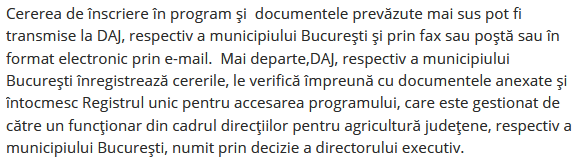 Cererea de înscriere în program şi  documentele prevăzute mai sus pot fi
transmise la DAJ, respectiv a municipiului Bucureşti şi prin fax sau poştă sau în
format electronic prin e-mail.  Mai departe,DAJ, respectiv a municipiului
Bucureşti înregistrează cererile, le verifică împreună cu documentele anexate şi
întocmesc Registrul unic pentru accesarea programului, care este gestionat de
către un funcţionar din cadrul direcţiilor pentru agricultură judeţene, respectiv a
municipiului Bucureşti, numit prin decizie a directorului executiv.